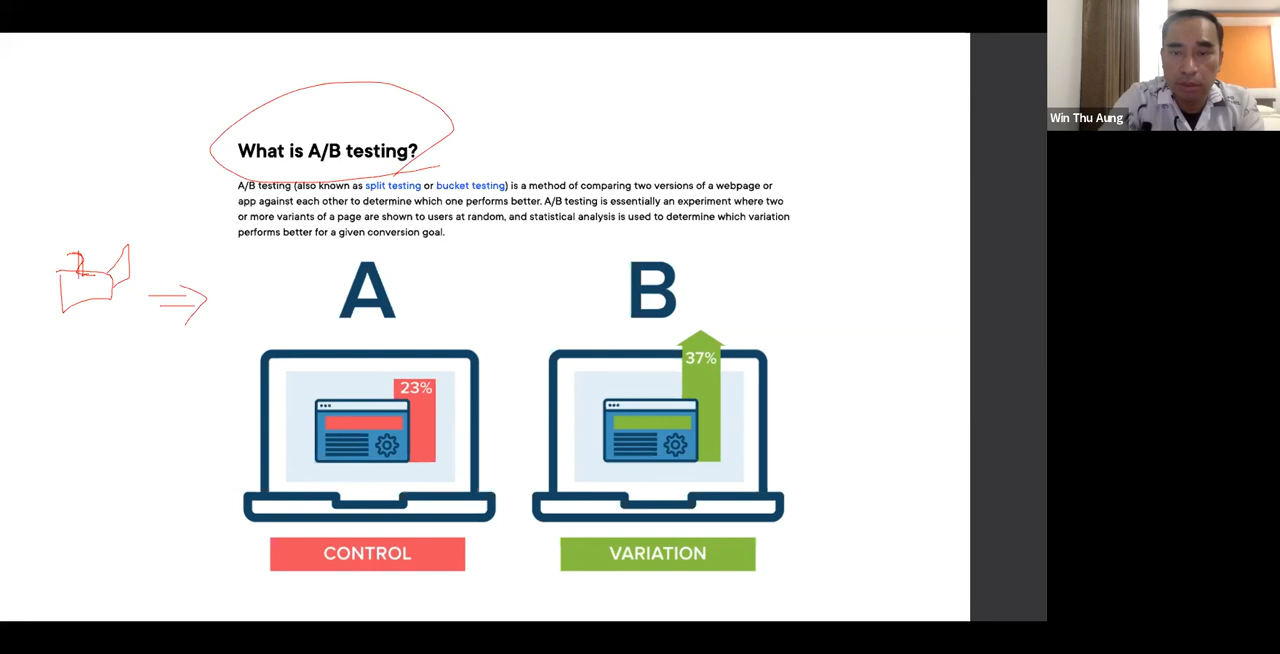 What is A/B testing?
A/B testing (also known as split testing or bucket testing) is a method of comparing two versions of a webpage or
app against each other to determine which one performs better. A/B testing is essentially an experiment where two
or more variants of a page are shown to users at random, and statistical analysis is used to determine which variation
performs better for a given conversion goal.
A
B
23%
37%
CONTROL
VARIATION
Win Thu Aung